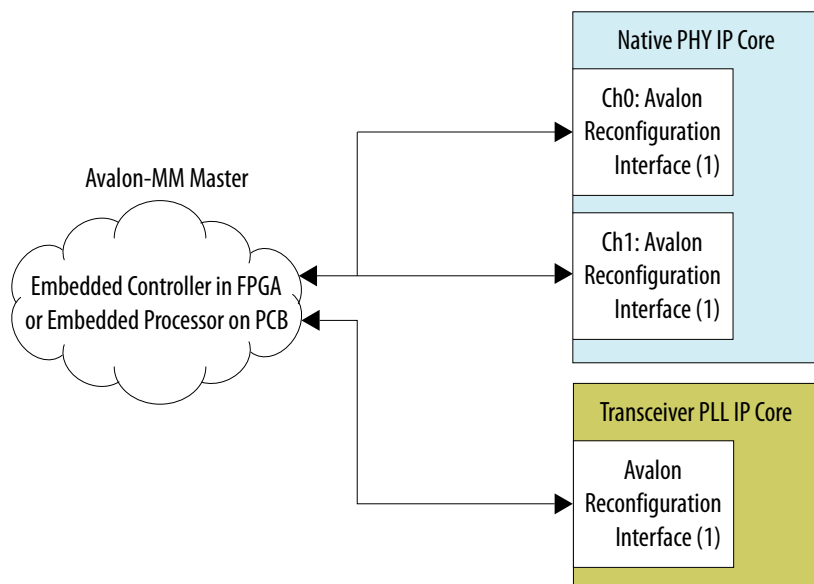 Native PHY IP Core
Ch0: Avalon
Reconfiguration
Interface (1)
Avalon-MM Master
Embedded Controller in FPGA
or Embedded Processor on PCB
Ch1: Avalon
Reconfiguration
Interface (1)
Transceiver PLL IP Core
Avalon
Reconfiguration
Interface (1)